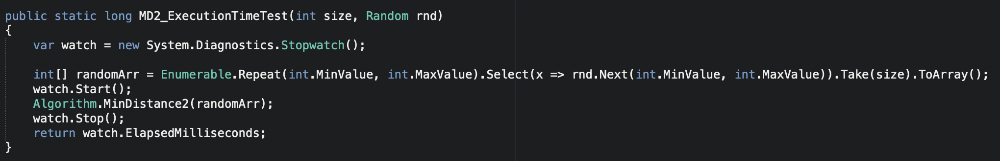 public static long MD2_ExecutionTimeTest(int size, Random rnd)
{
    var watch = new System.Diagnostics.Stopwatch();

    int[] randomArr = Enumerable.Repeat(int.MinValue, int.MaxValue).Select(x => rnd.Next(int.MinValue, int.MaxValue)).Take(size).ToArray();
    watch.Start();
    Algorithm.MinDistance2(randomArr);
    watch.Stop();
    return watch.ElapsedMilliseconds;
}